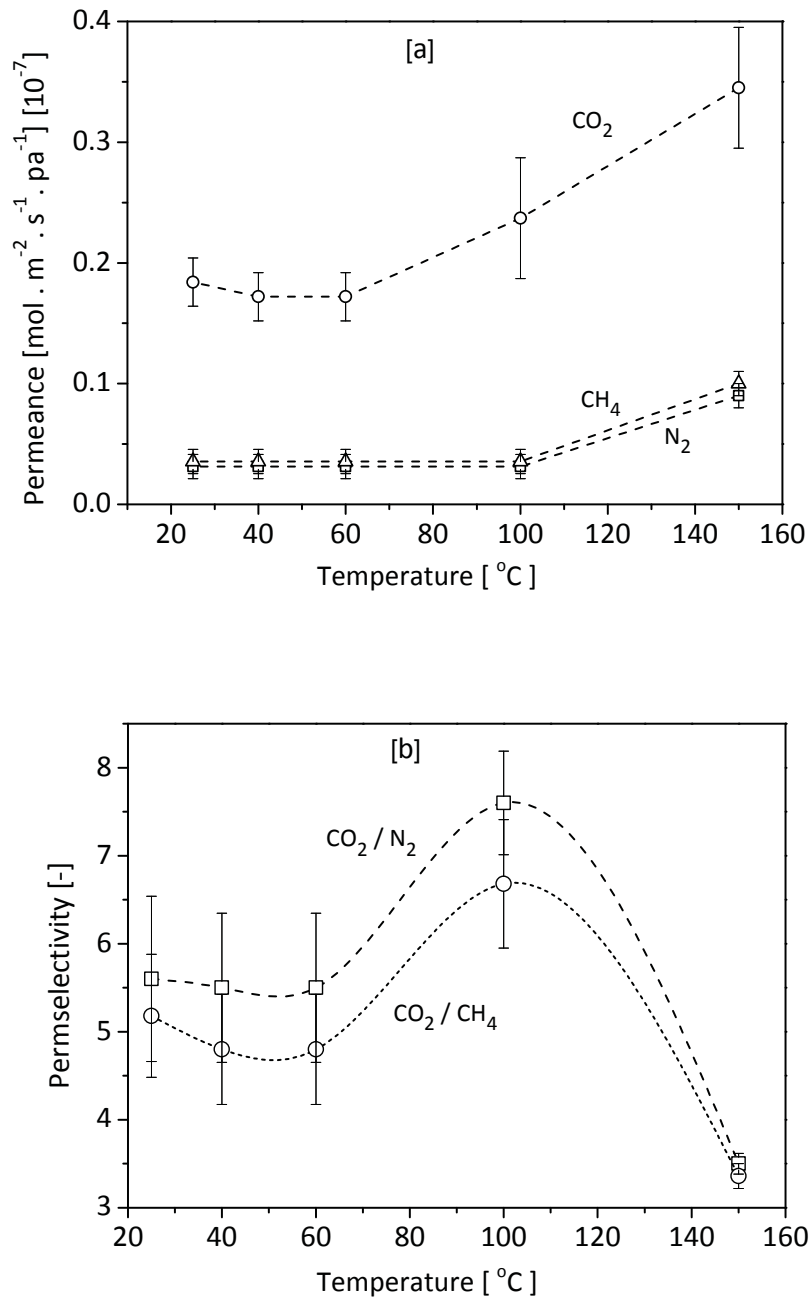 [a]
Permeance [mol . m⁻² . s⁻¹ . pa⁻¹] [10⁻⁷]
0.4
0.3
0.2
0.1
0.0
CO₂
CH₄
N₂
20 40 60 80 100 120 140 160
Temperature [ °C ]
[b]
Permselectivity [-]
8
7
6
5
4
3
CO₂ / N₂
CO₂ / CH₄
20 40 60 80 100 120 140 160
Temperature [ °C ]